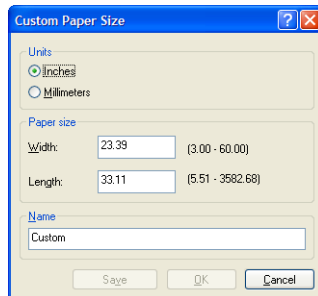 Custom Paper Size
Units
Inches
Millimeters
Paper size
Width: 23.39 (3.00 - 60.00)
Length: 33.11 (5.51 - 3582.68)
Name
Custom
Save OK Cancel